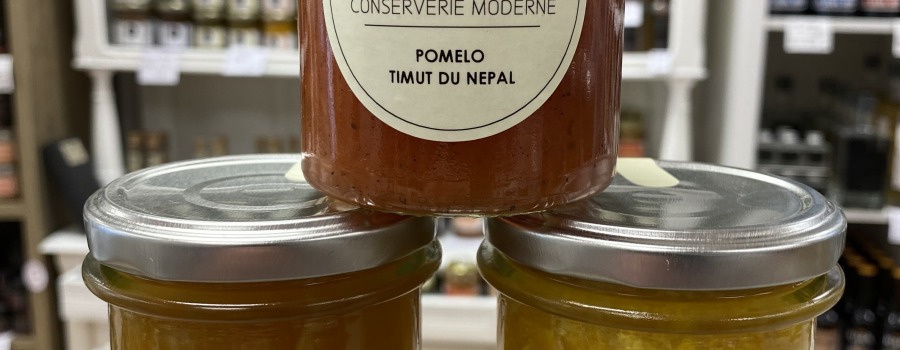 CONSERVERIE MODERNE
POMELO
TIMUT DU NEPAL